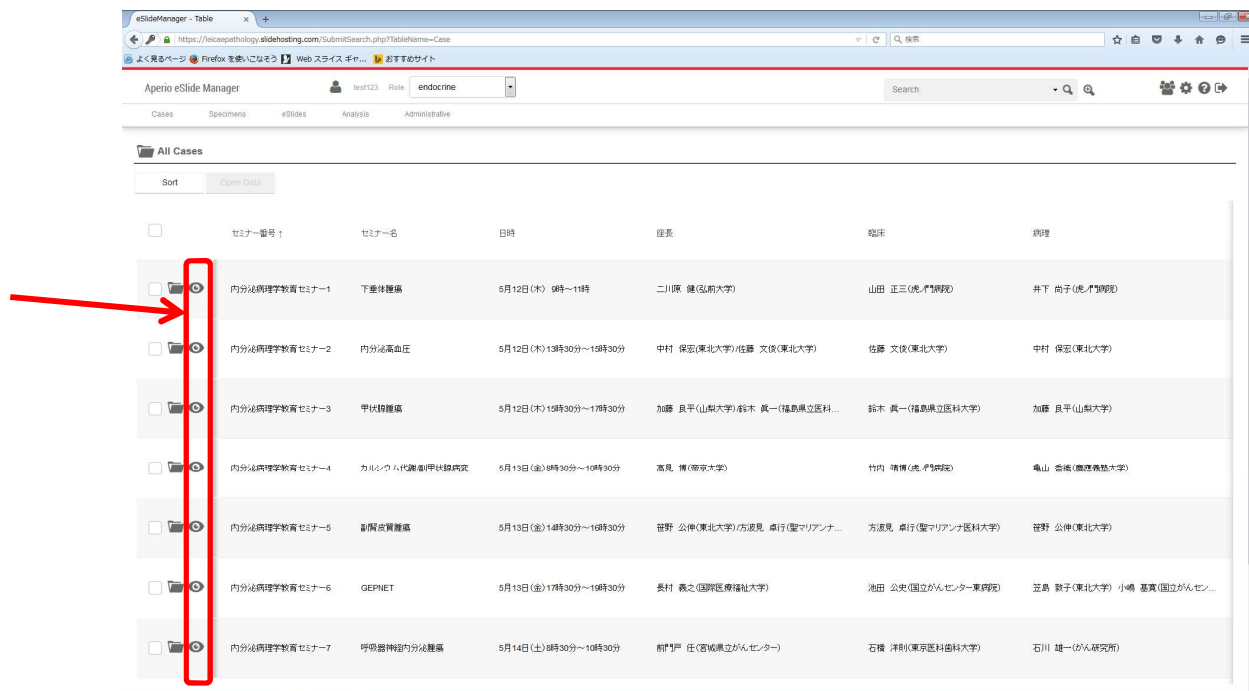 eSlideManager - Table × +
https://leicaepathology.slidehosting.com/SubmitSearch.php?TableName=Case 検索
よく見るページ Firefox を使いこなそう Web スライス ギャ... おすすめサイト
Aperio eSlide Manager test123 Role endocrine Search
Cases Specimens eSlides Analysis Administrative
All Cases
Sort Open Data
セミナー番号↑ セミナー名 日時 座長 臨床 病理
内分泌病理学教育セミナー1 下垂体腫瘍 5月12日(木) 9時～11時 二川原 健(弘前大学) 山田 正三(虎ノ門病院) 井下 尚子(虎ノ門病院)
内分泌病理学教育セミナー2 内分泌高血圧 5月12日(木)13時30分～15時30分 中村 保宏(東北大学)/佐藤 文俊(東北大学) 佐藤 文俊(東北大学) 中村 保宏(東北大学)
内分泌病理学教育セミナー3 甲状腺腫瘍 5月12日(木)15時30分～17時30分 加藤 良平(山梨大学)/鈴木 眞一(福島県立医科... 鈴木 眞一(福島県立医科大学) 加藤 良平(山梨大学)
内分泌病理学教育セミナー4 カルシウム代謝/副甲状腺病変 5月13日(金)8時30分～10時30分 高見 博(帝京大学) 竹内 靖博(虎ノ門病院) 亀山 香織(慶應義塾大学)
内分泌病理学教育セミナー5 副腎皮質腫瘍 5月13日(金)14時30分～16時30分 笹野 公伸(東北大学)/方波見 卓行(聖マリアンナ... 方波見 卓行(聖マリアンナ医科大学) 笹野 公伸(東北大学)
内分泌病理学教育セミナー6 GEPNET 5月13日(金)17時30分～19時30分 長村 義之(国際医療福祉大学) 池田 公史(国立がんセンター東病院) 笠島 敦子(東北大学) 小嶋 基寛(国立がんセン...
内分泌病理学教育セミナー7 呼吸器神経内分泌腫瘍 5月14日(土)8時30分～10時30分 前門戸 任(宮城県立がんセンター) 石橋 洋則(東京医科歯科大学) 石川 雄一(がん研究所)